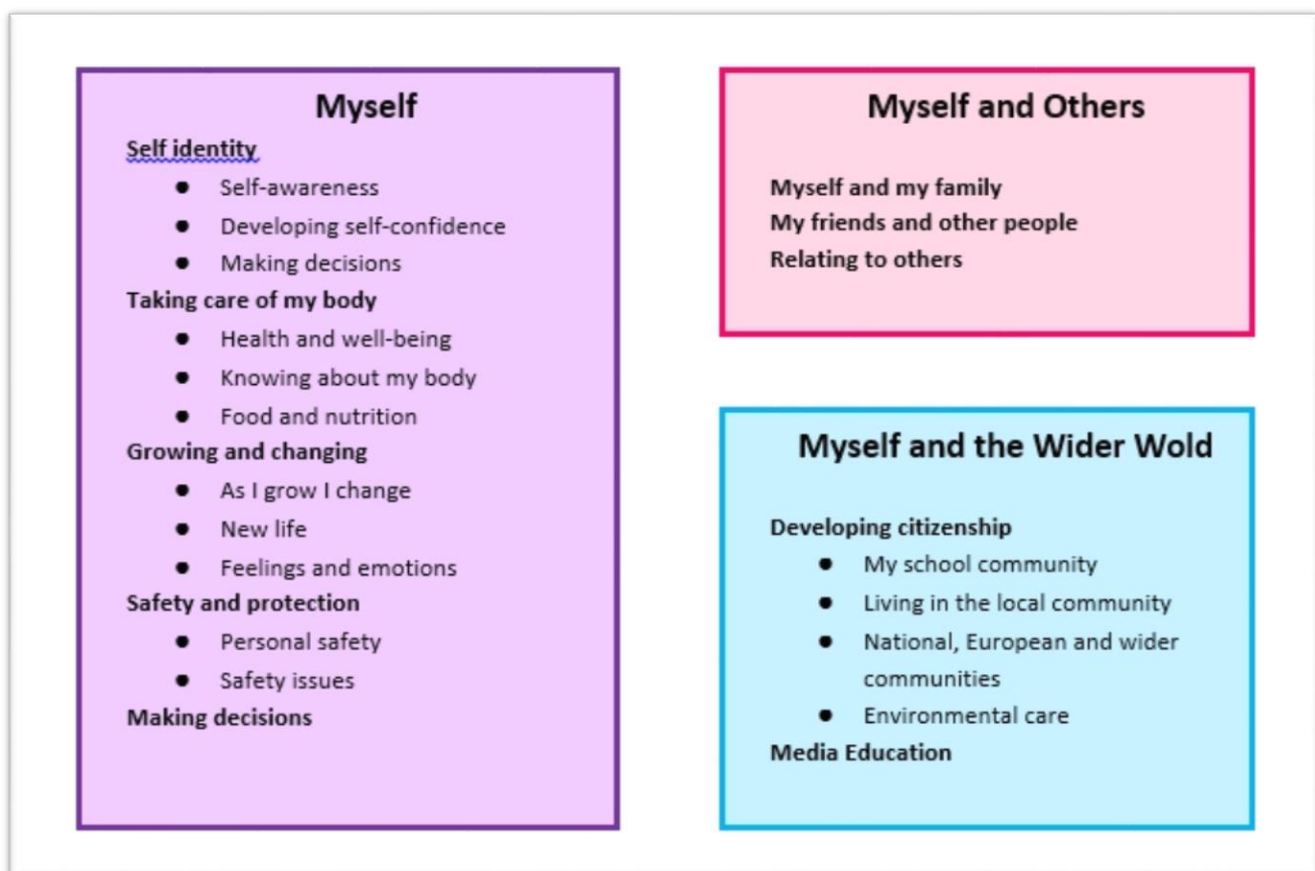 Myself
Self identity
● Self-awareness
● Developing self-confidence
● Making decisions
Taking care of my body
● Health and well-being
● Knowing about my body
● Food and nutrition
Growing and changing
● As I grow I change
● New life
● Feelings and emotions
Safety and protection
● Personal safety
● Safety issues
Making decisions
Myself and Others
Myself and my family
My friends and other people
Relating to others
Myself and the Wider Wold
Developing citizenship
● My school community
● Living in the local community
● National, European and wider
communities
● Environmental care
Media Education